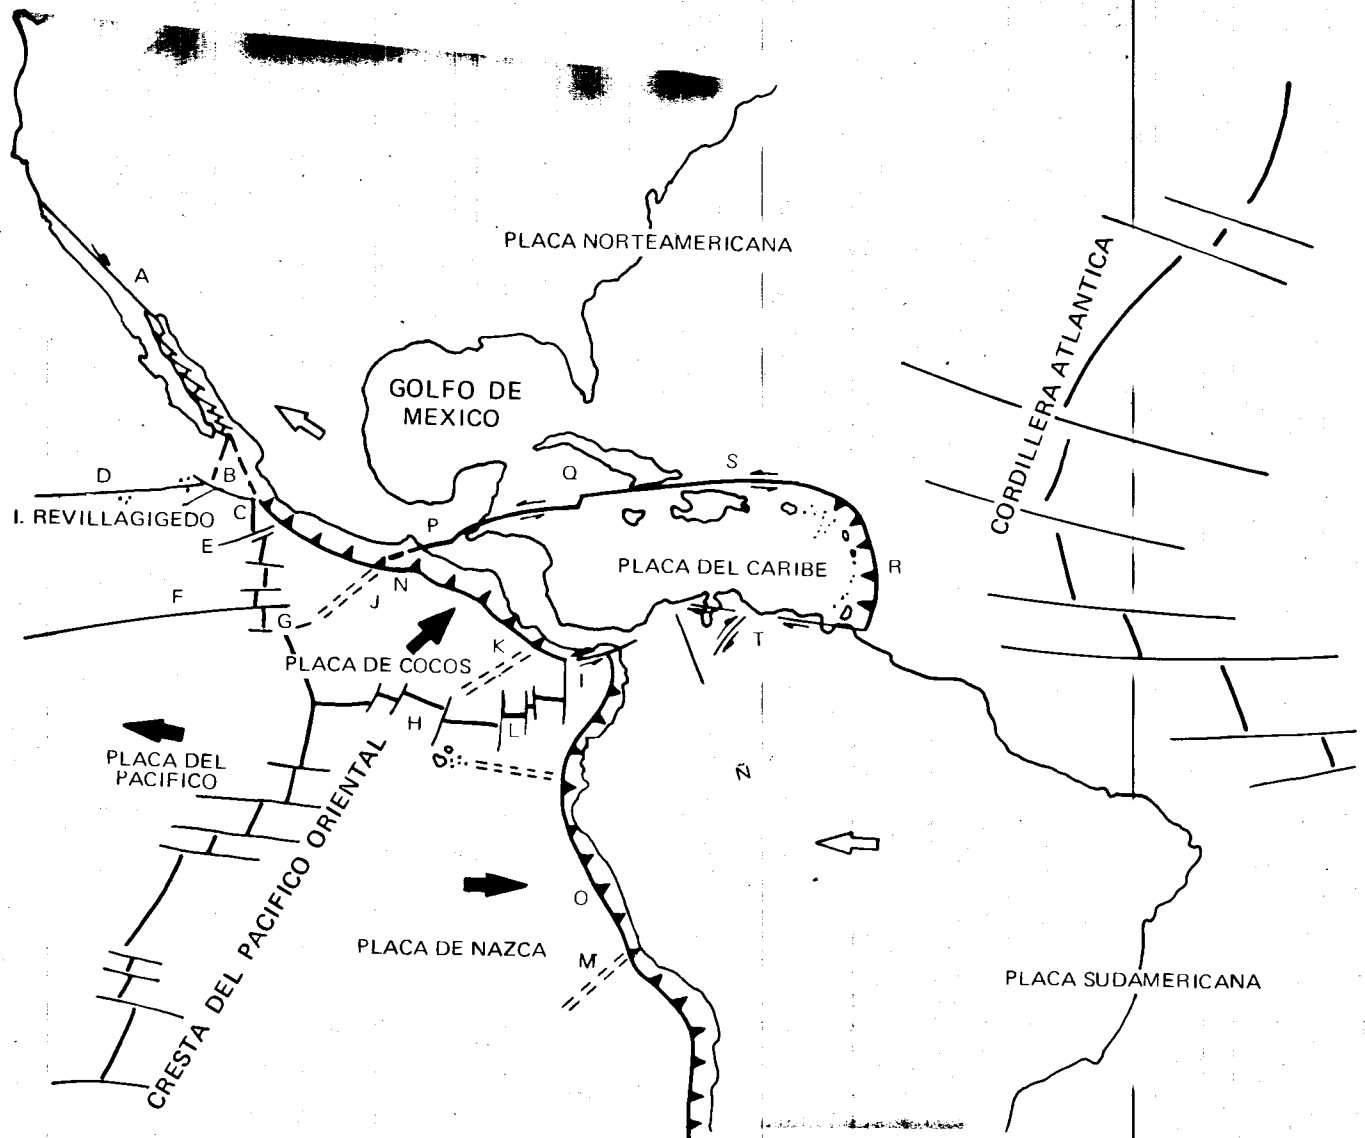 PLACA NORTEAMERICANA
A
CORDILLERA ATLANTICA
GOLFO DE
MEXICO
S
Q
D
B
C
I. REVILLAGIGEDO
P
E
PLACA DEL CARIBE
R
N
F
J
G
K
T
PLACA DE COCOS
I
H
L
PLACA DEL
PACIFICO
Ñ
CRESTA DEL PACIFICO ORIENTAL
O
PLACA DE NAZCA
M
PLACA SUDAMERICANA